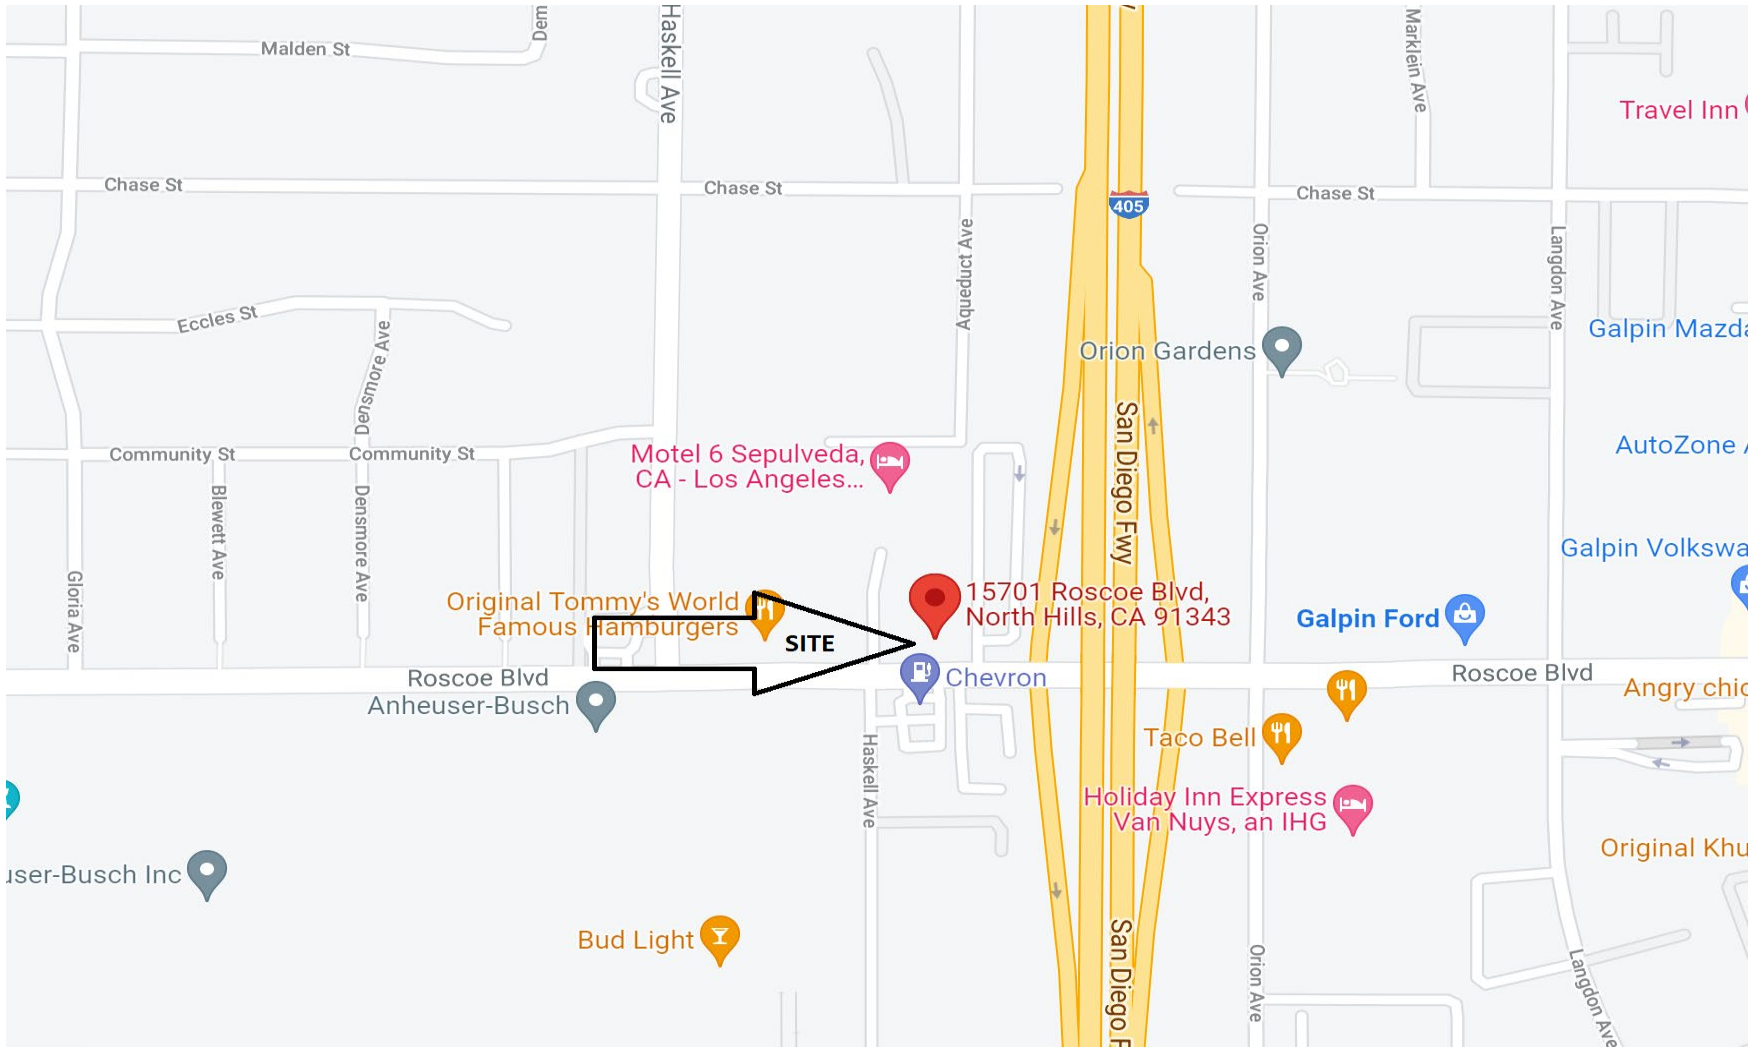 Dem
Haskell Ave
Marklein Ave
Malden St
Travel Inn
Chase St
Chase St
Chase St
405
Aqueduct Ave
Orion Ave
Langdon Ave
Eccles St
Densmore Ave
Galpin Mazda
Orion Gardens
San Diego Fwy
Community St
Community St
Motel 6 Sepulveda,
CA - Los Angeles...
AutoZone A
Blewett Ave
Densmore Ave
Galpin Volkswa
Gloria Ave
Original Tommy's World
Famous Hamburgers
SITE
15701 Roscoe Blvd,
North Hills, CA 91343
Galpin Ford
Roscoe Blvd
Chevron
Roscoe Blvd
Anheuser-Busch
Angry chic
Taco Bell
Haskell Ave
Holiday Inn Express
Van Nuys, an IHG
Original Khu
user-Busch Inc
Bud Light
San Diego F
Orion Ave
Langdon Ave